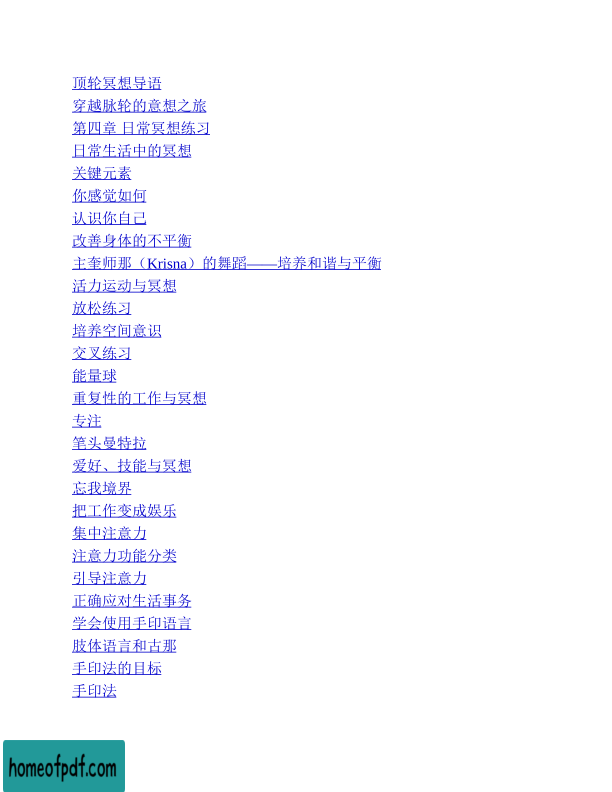 顶轮冥想导语
穿越脉轮的意想之旅
第四章 日常冥想练习
日常生活中的冥想
关键元素
你感觉如何
认识你自己
改善身体的不平衡
主奎师那（Krisna）的舞蹈——培养和谐与平衡
活力运动与冥想
放松练习
培养空间意识
交叉练习
能量球
重复性的工作与冥想
专注
笔头曼特拉
爱好、技能与冥想
忘我境界
把工作变成娱乐
集中注意力
注意力功能分类
引导注意力
正确应对生活事务
学会使用手印语言
肢体语言和古那
手印法的目标
手印法
homeofpdf.com